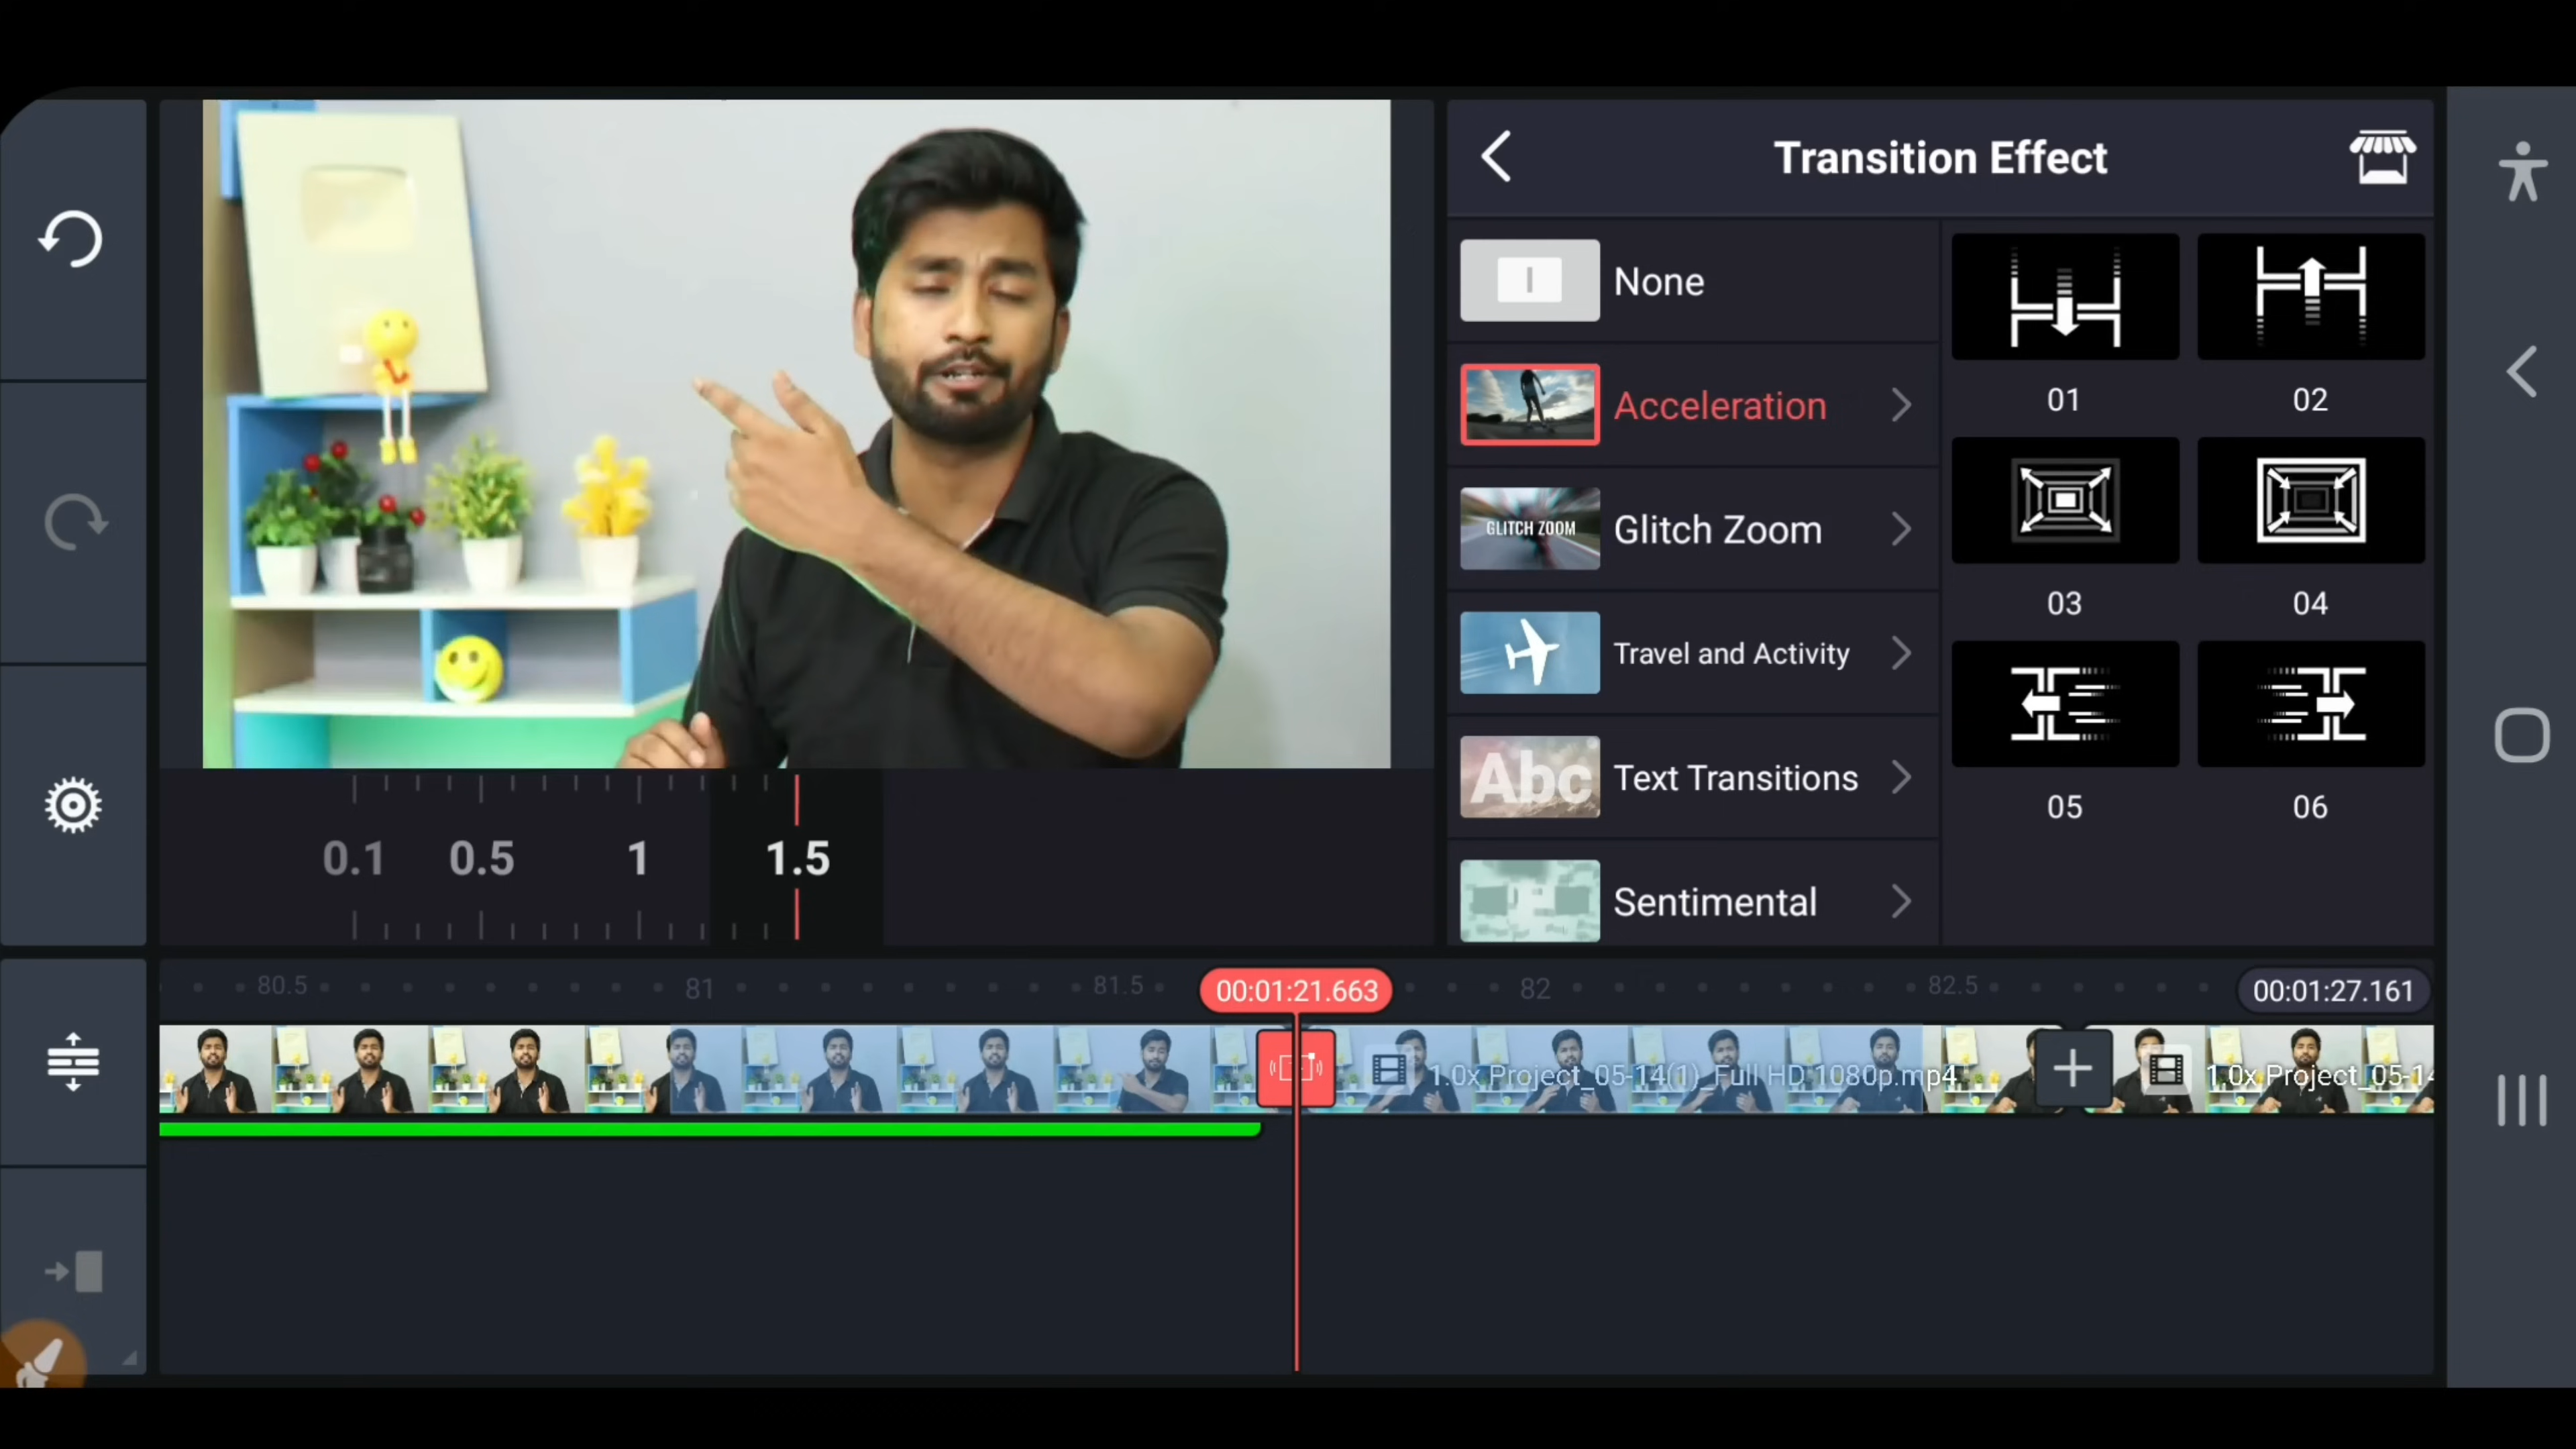 Transition Effect
None
Acceleration
GLITCH ZOOM
Glitch Zoom
Travel and Activity
Abc
Text Transitions
Sentimental
01
02
03
04
05
06
0.1
0.5
1
1.5
80.5
81
81.5
00:01:21.663
82
82.5
00:01:27.161
1.0x Project_05-14(1)_Full HD 1080p.mp4
1.0x Project_05-14